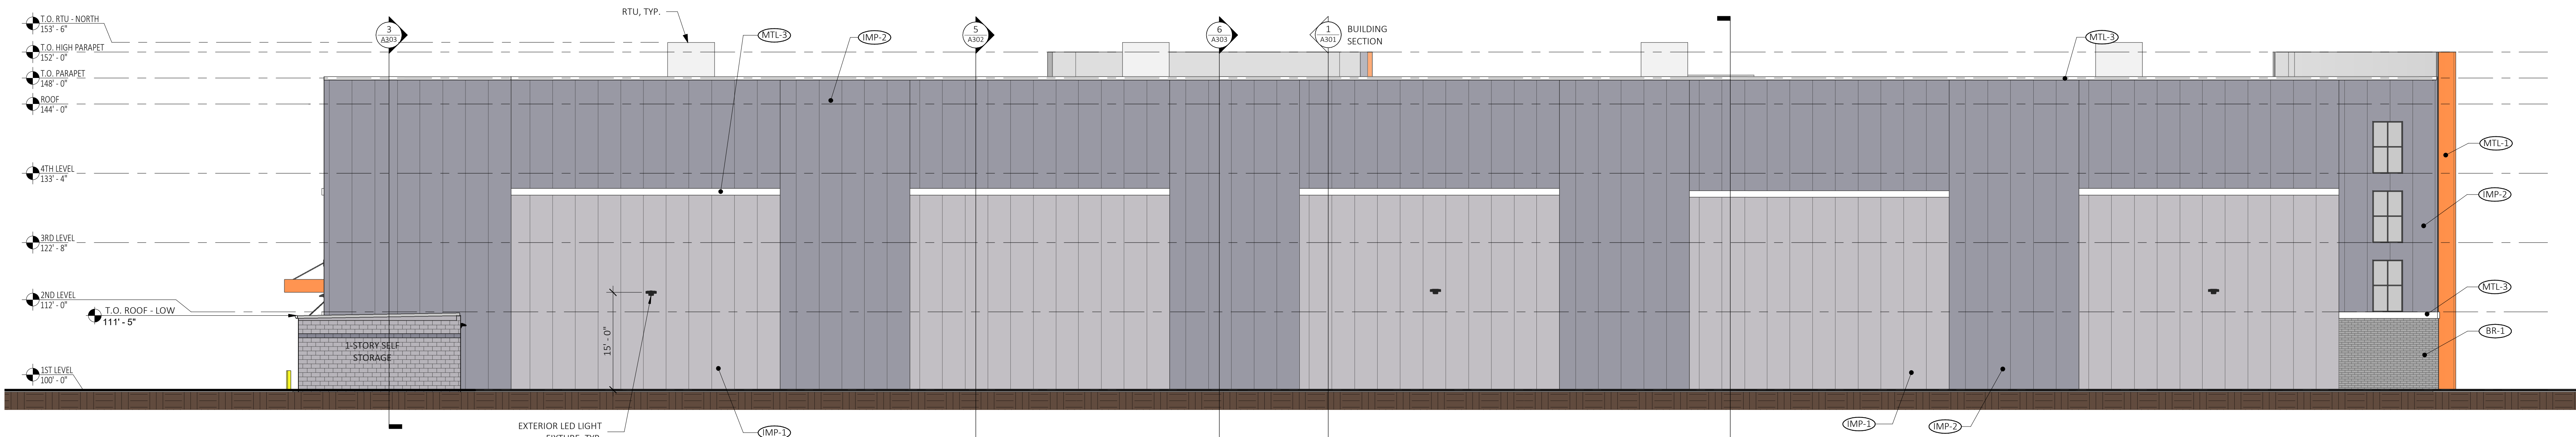 T.O. RTU - NORTH
153' - 6"
T.O. HIGH PARAPET
152' - 0"
T.O. PARAPET
148' - 0"
ROOF
144' - 0"
4TH LEVEL
133' - 4"
3RD LEVEL
122' - 8"
2ND LEVEL
112' - 0"
T.O. ROOF - LOW
111' - 5"
1ST LEVEL
100' - 0"
3
A303
RTU, TYP.
MTL-3
IMP-2
5
A302
6
A303
1
A301
BUILDING
SECTION
MTL-3
MTL-1
IMP-2
MTL-3
BR-1
1-STORY SELF
STORAGE
15' - 0"
EXTERIOR LED LIGHT
FIXTURE, TYP.
IMP-1
IMP-1
IMP-2